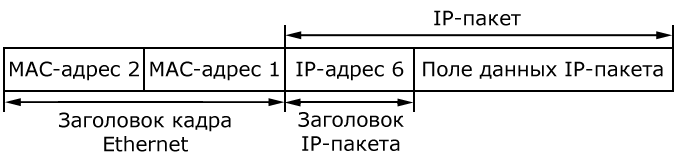 IP-пакет
MAC-адрес 2 MAC-адрес 1 IP-адрес 6 Поле данных IP-пакета
Заголовок кадра Ethernet
Заголовок IP-пакета